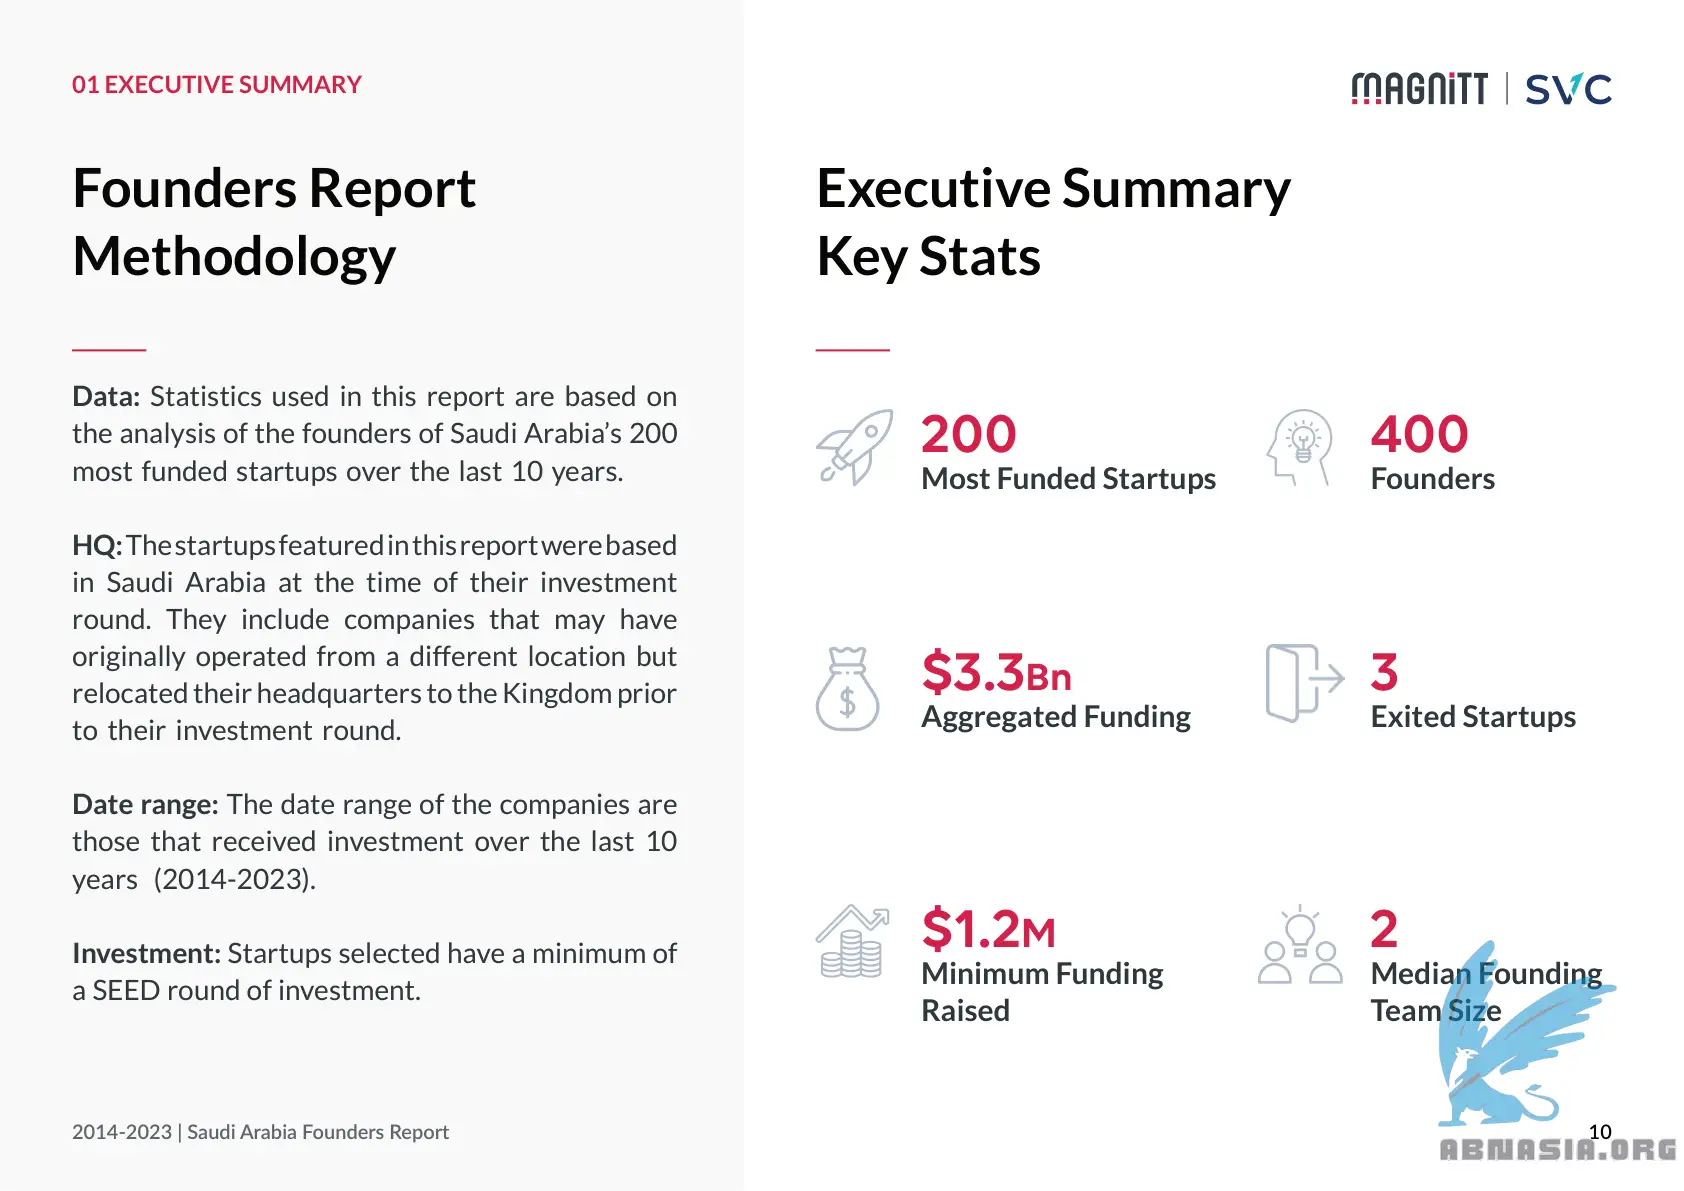 01 EXECUTIVE SUMMARY
Founders Report
Methodology
Data: Statistics used in this report are based on
the analysis of the founders of Saudi Arabia’s 200
most funded startups over the last 10 years.
HQ: The startups featured in this report were based
in Saudi Arabia at the time of their investment
round. They include companies that may have
originally operated from a different location but
relocated their headquarters to the Kingdom prior
to their investment round.
Date range: The date range of the companies are
those that received investment over the last 10
years (2014-2023).
Investment: Startups selected have a minimum of
a SEED round of investment.
2014-2023 | Saudi Arabia Founders Report
MAGNiTT | SVC
Executive Summary
Key Stats
200
Most Funded Startups
400
Founders
$3.3Bn
Aggregated Funding
3
Exited Startups
$1.2M
Minimum Funding
Raised
2
Median Founding
Team Size
10
ABNASIA.ORG